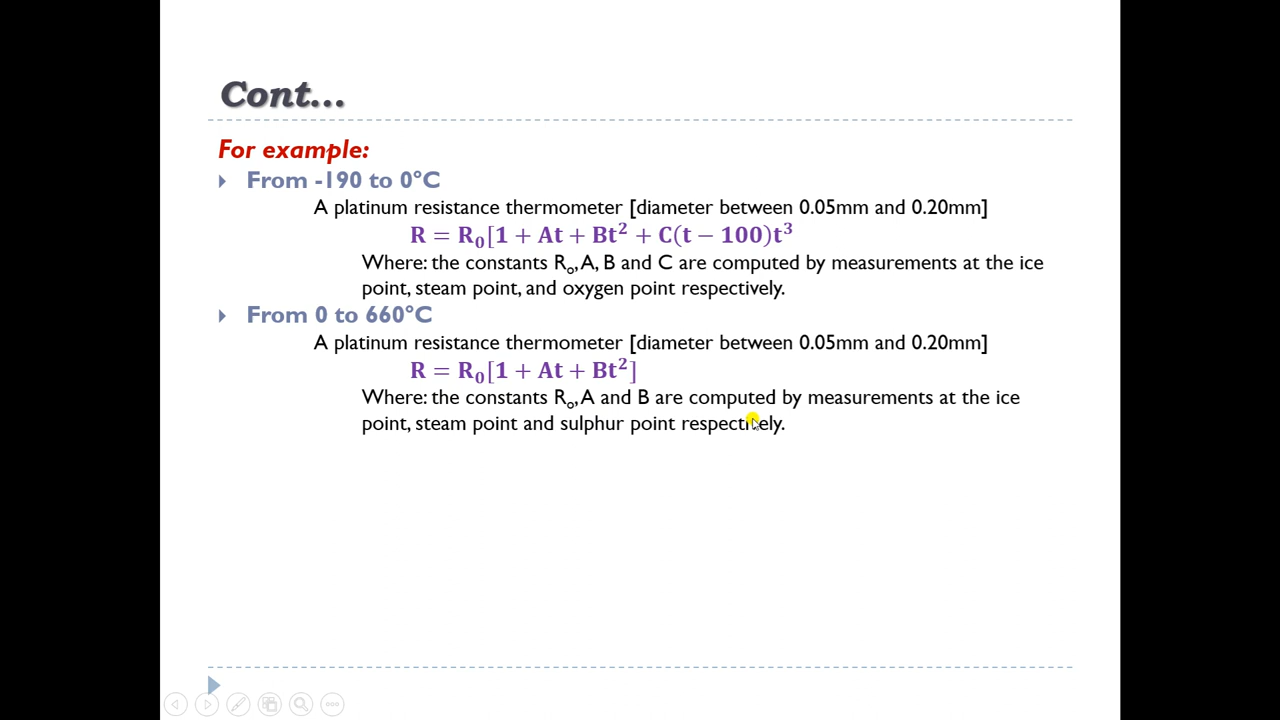 Cont...
For example:
From -190 to 0°C
A platinum resistance thermometer [diameter between 0.05mm and 0.20mm]
R = R₀[1 + At + Bt² + C(t − 100)t³
Where: the constants Rₒ, A, B and C are computed by measurements at the ice
point, steam point, and oxygen point respectively.
From 0 to 660°C
A platinum resistance thermometer [diameter between 0.05mm and 0.20mm]
R = R₀[1 + At + Bt²]
Where: the constants Rₒ, A and B are computed by measurements at the ice
point, steam point and sulphur point respectively.